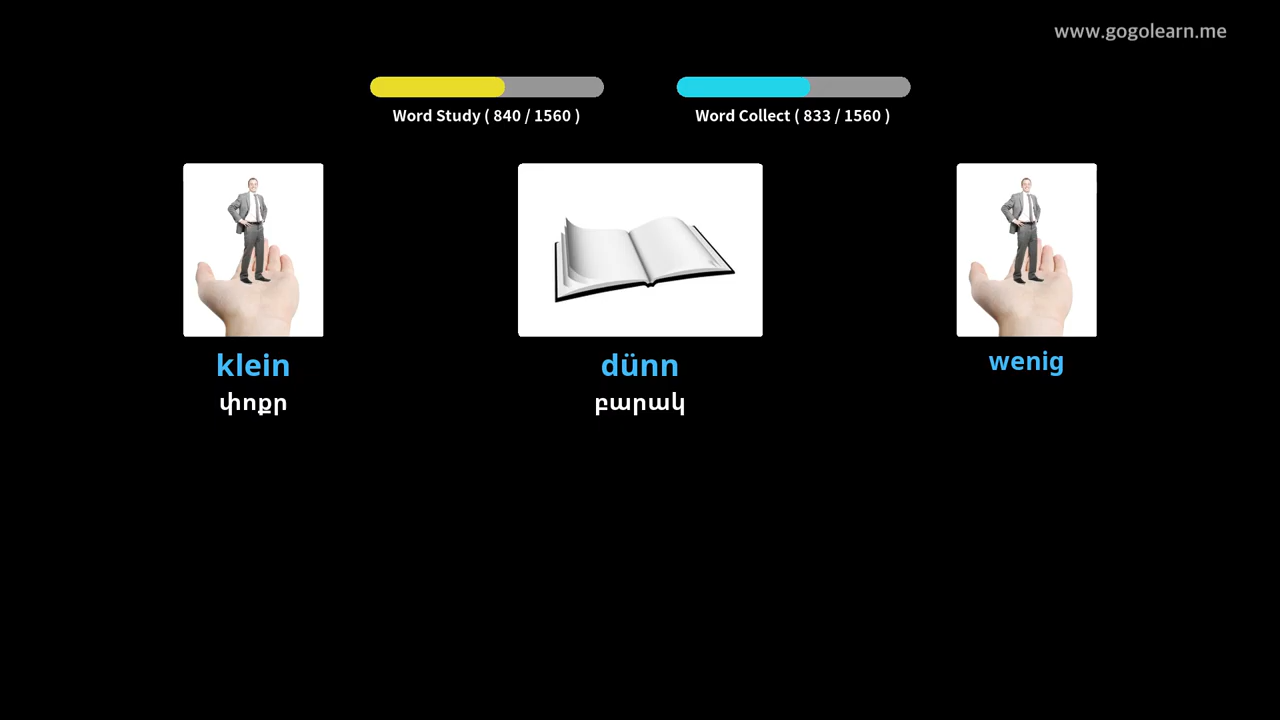 www.gogolearn.me
Word Study ( 840 / 1560 )
Word Collect ( 833 / 1560 )
klein
փոքր
dünn
բարակ
wenig